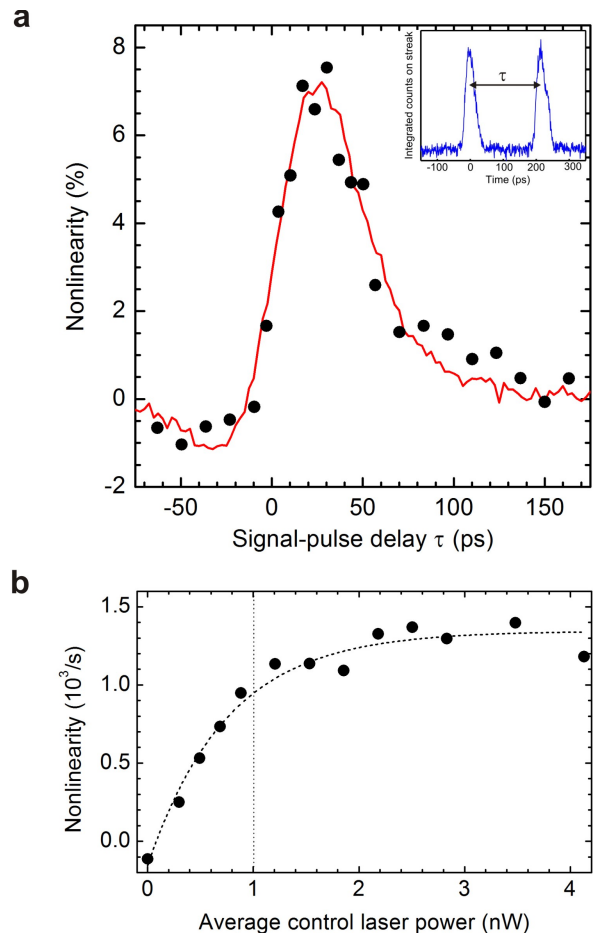 a
Nonlinearity (%)
8
6
4
2
0
-2
-50 0 50 100 150
Signal-pulse delay τ (ps)
Integrated counts on streak
τ
-100 0 100 200 300
Time (ps)
b
Nonlinearity (10³/s)
1.5
1.0
0.5
0.0
0 1 2 3 4
Average control laser power (nW)